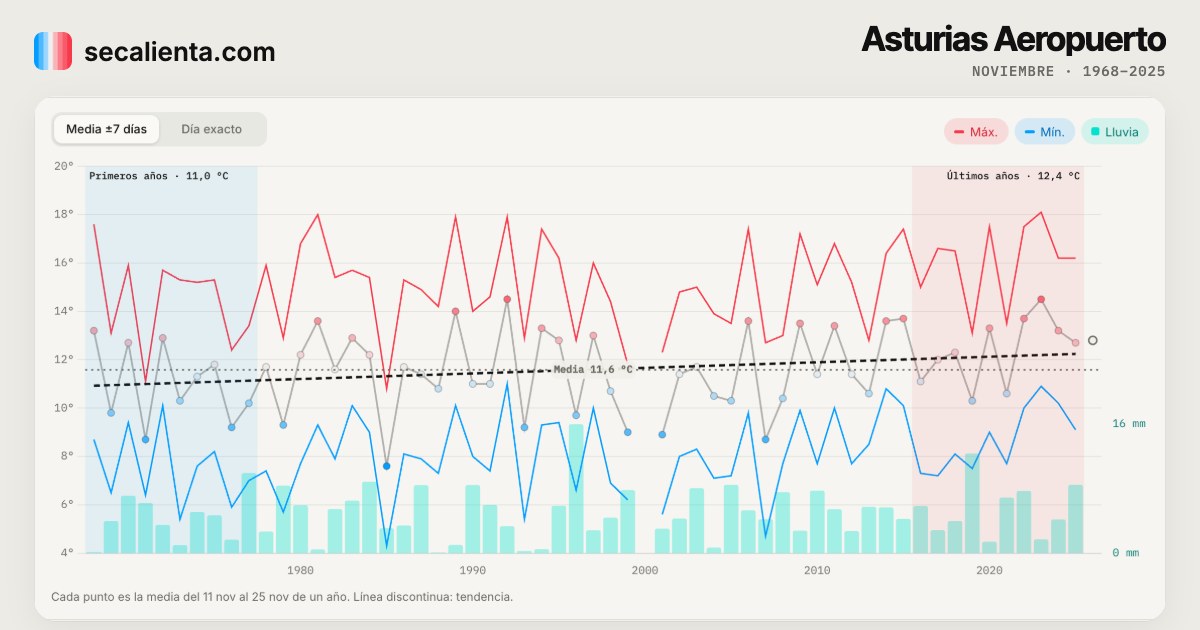 secalienta.com
Asturias Aeropuerto
NOVIEMBRE · 1968–2025
Media ±7 días
Día exacto
Máx.
Mín.
Lluvia
20°
Primeros años · 11,0 °C
Últimos años · 12,4 °C
18°
16°
14°
12°
Media 11,6 °C
10°
16 mm
8°
6°
4°
0 mm
1980
1990
2000
2010
2020
Cada punto es la media del 11 nov al 25 nov de un año. Línea discontinua: tendencia.